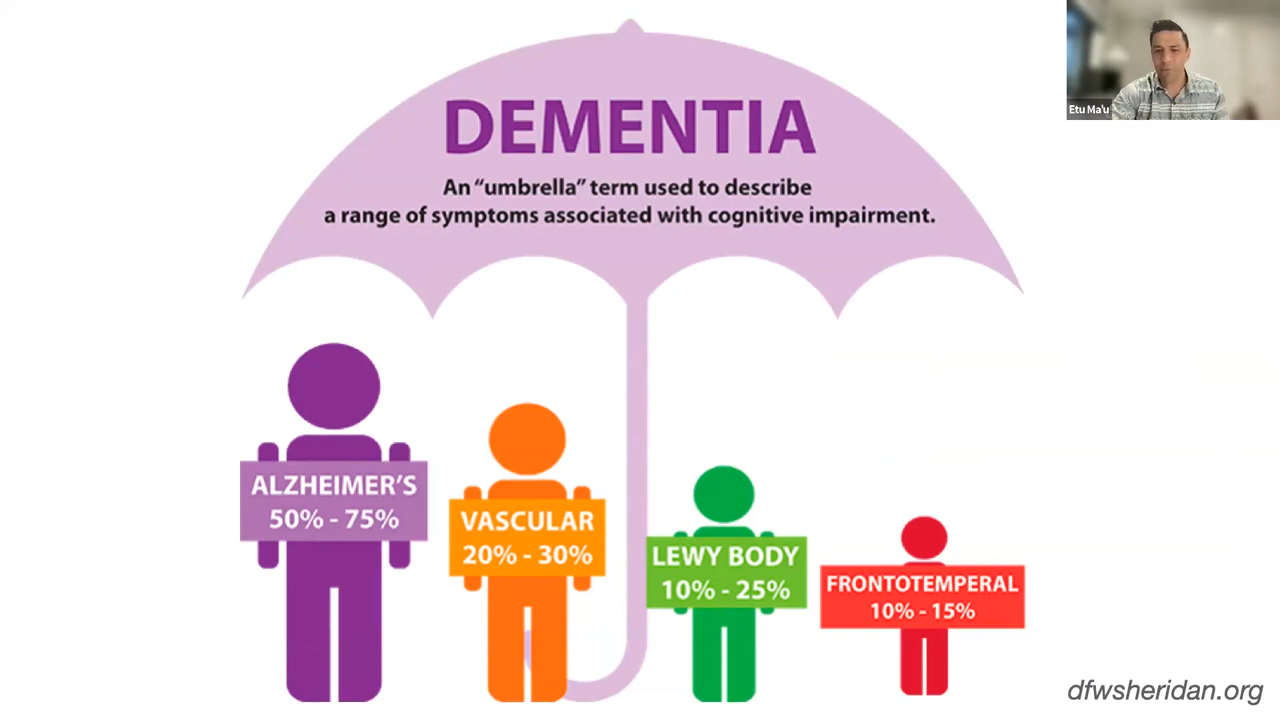 Etu Ma'u
DEMENTIA
An “umbrella” term used to describe
a range of symptoms associated with cognitive impairment.
ALZHEIMER’S
50% - 75%
VASCULAR
20% - 30%
LEWY BODY
10% - 25%
FRONTOTEMPERAL
10% - 15%
dfwsheridan.org